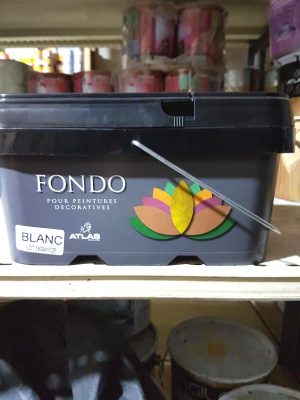 FONDO
POUR PEINTURES
DECORATIVES
BLANC
ATLAS